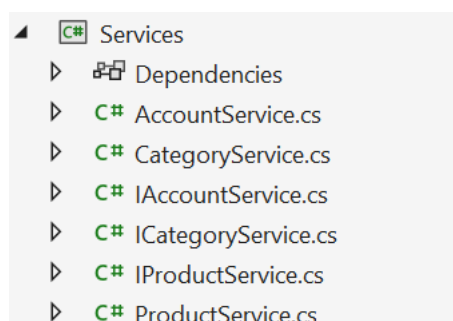 C# Services
Dependencies
C# AccountService.cs
C# CategoryService.cs
C# IAccountService.cs
C# ICategoryService.cs
C# IProductService.cs
C# ProductService.cs